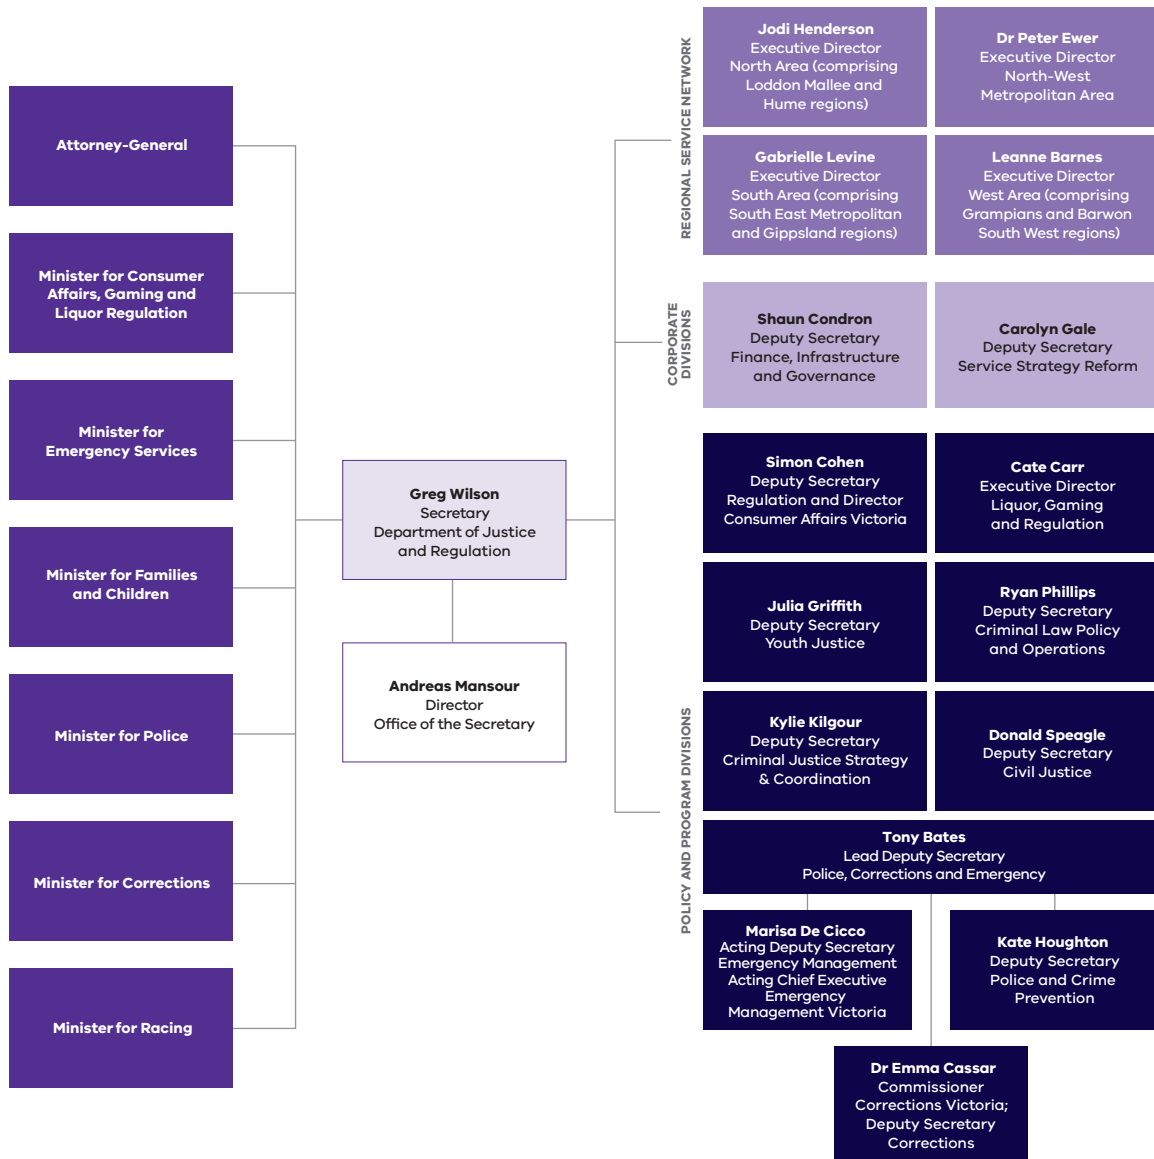 Attorney-General
Minister for Consumer
Affairs, Gaming and
Liquor Regulation
Minister for
Emergency Services
Minister for Families
and Children
Minister for Police
Minister for Corrections
Minister for Racing
Greg Wilson
Secretary
Department of Justice
and Regulation
Andreas Mansour
Director
Office of the Secretary
REGIONAL SERVICE NETWORK
Jodi Henderson
Executive Director
North Area (comprising
Loddon Mallee and
Hume regions)
Dr Peter Ewer
Executive Director
North-West
Metropolitan Area
Gabrielle Levine
Executive Director
South Area (comprising
South East Metropolitan
and Gippsland regions)
Leanne Barnes
Executive Director
West Area (comprising
Grampians and Barwon
South West regions)
CORPORATE
DIVISIONS
Shaun Condron
Deputy Secretary
Finance, Infrastructure
and Governance
Carolyn Gale
Deputy Secretary
Service Strategy Reform
POLICY AND PROGRAM DIVISIONS
Simon Cohen
Deputy Secretary
Regulation and Director
Consumer Affairs Victoria
Cate Carr
Executive Director
Liquor, Gaming
and Regulation
Julia Griffith
Deputy Secretary
Youth Justice
Ryan Phillips
Deputy Secretary
Criminal Law Policy
and Operations
Kylie Kilgour
Deputy Secretary
Criminal Justice Strategy
& Coordination
Donald Speagle
Deputy Secretary
Civil Justice
Tony Bates
Lead Deputy Secretary
Police, Corrections and Emergency
Marisa De Cicco
Acting Deputy Secretary
Emergency Management
Acting Chief Executive
Emergency
Management Victoria
Kate Houghton
Deputy Secretary
Police and Crime
Prevention
Dr Emma Cassar
Commissioner
Corrections Victoria;
Deputy Secretary
Corrections